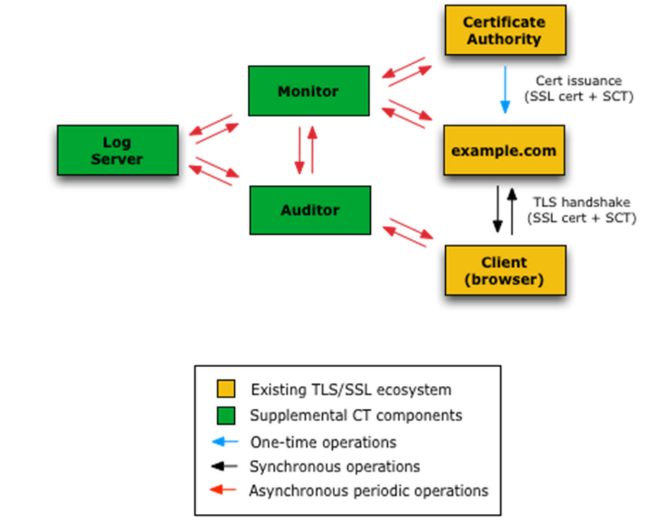 Certificate
Authority
Cert issuance
(SSL cert + SCT)
Monitor
Log
Server
example.com
TLS handshake
(SSL cert + SCT)
Auditor
Client
(browser)
Existing TLS/SSL ecosystem
Supplemental CT components
One-time operations
Synchronous operations
Asynchronous periodic operations